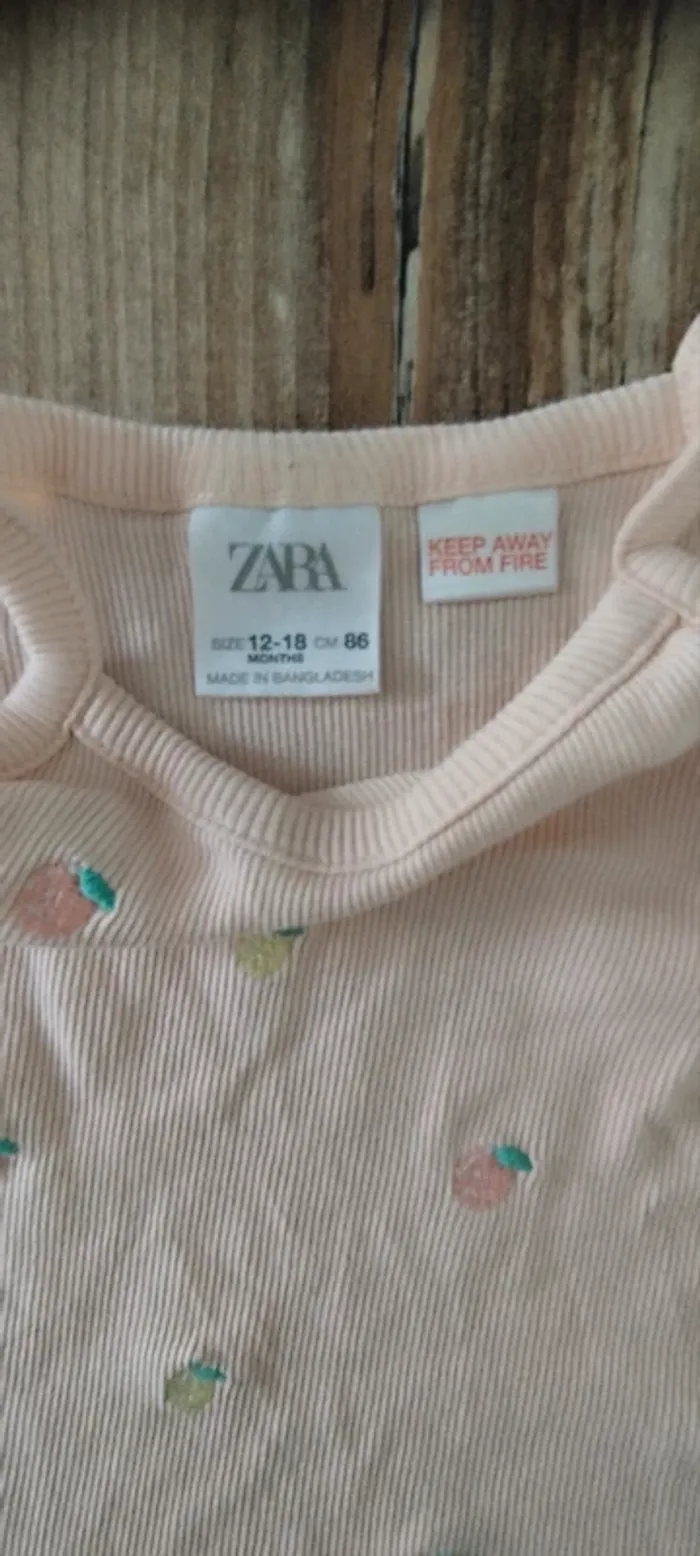 ZARA
SIZE 12-18 CM 86
MONTHS
MADE IN BANGLADESH
KEEP AWAY
FROM FIRE